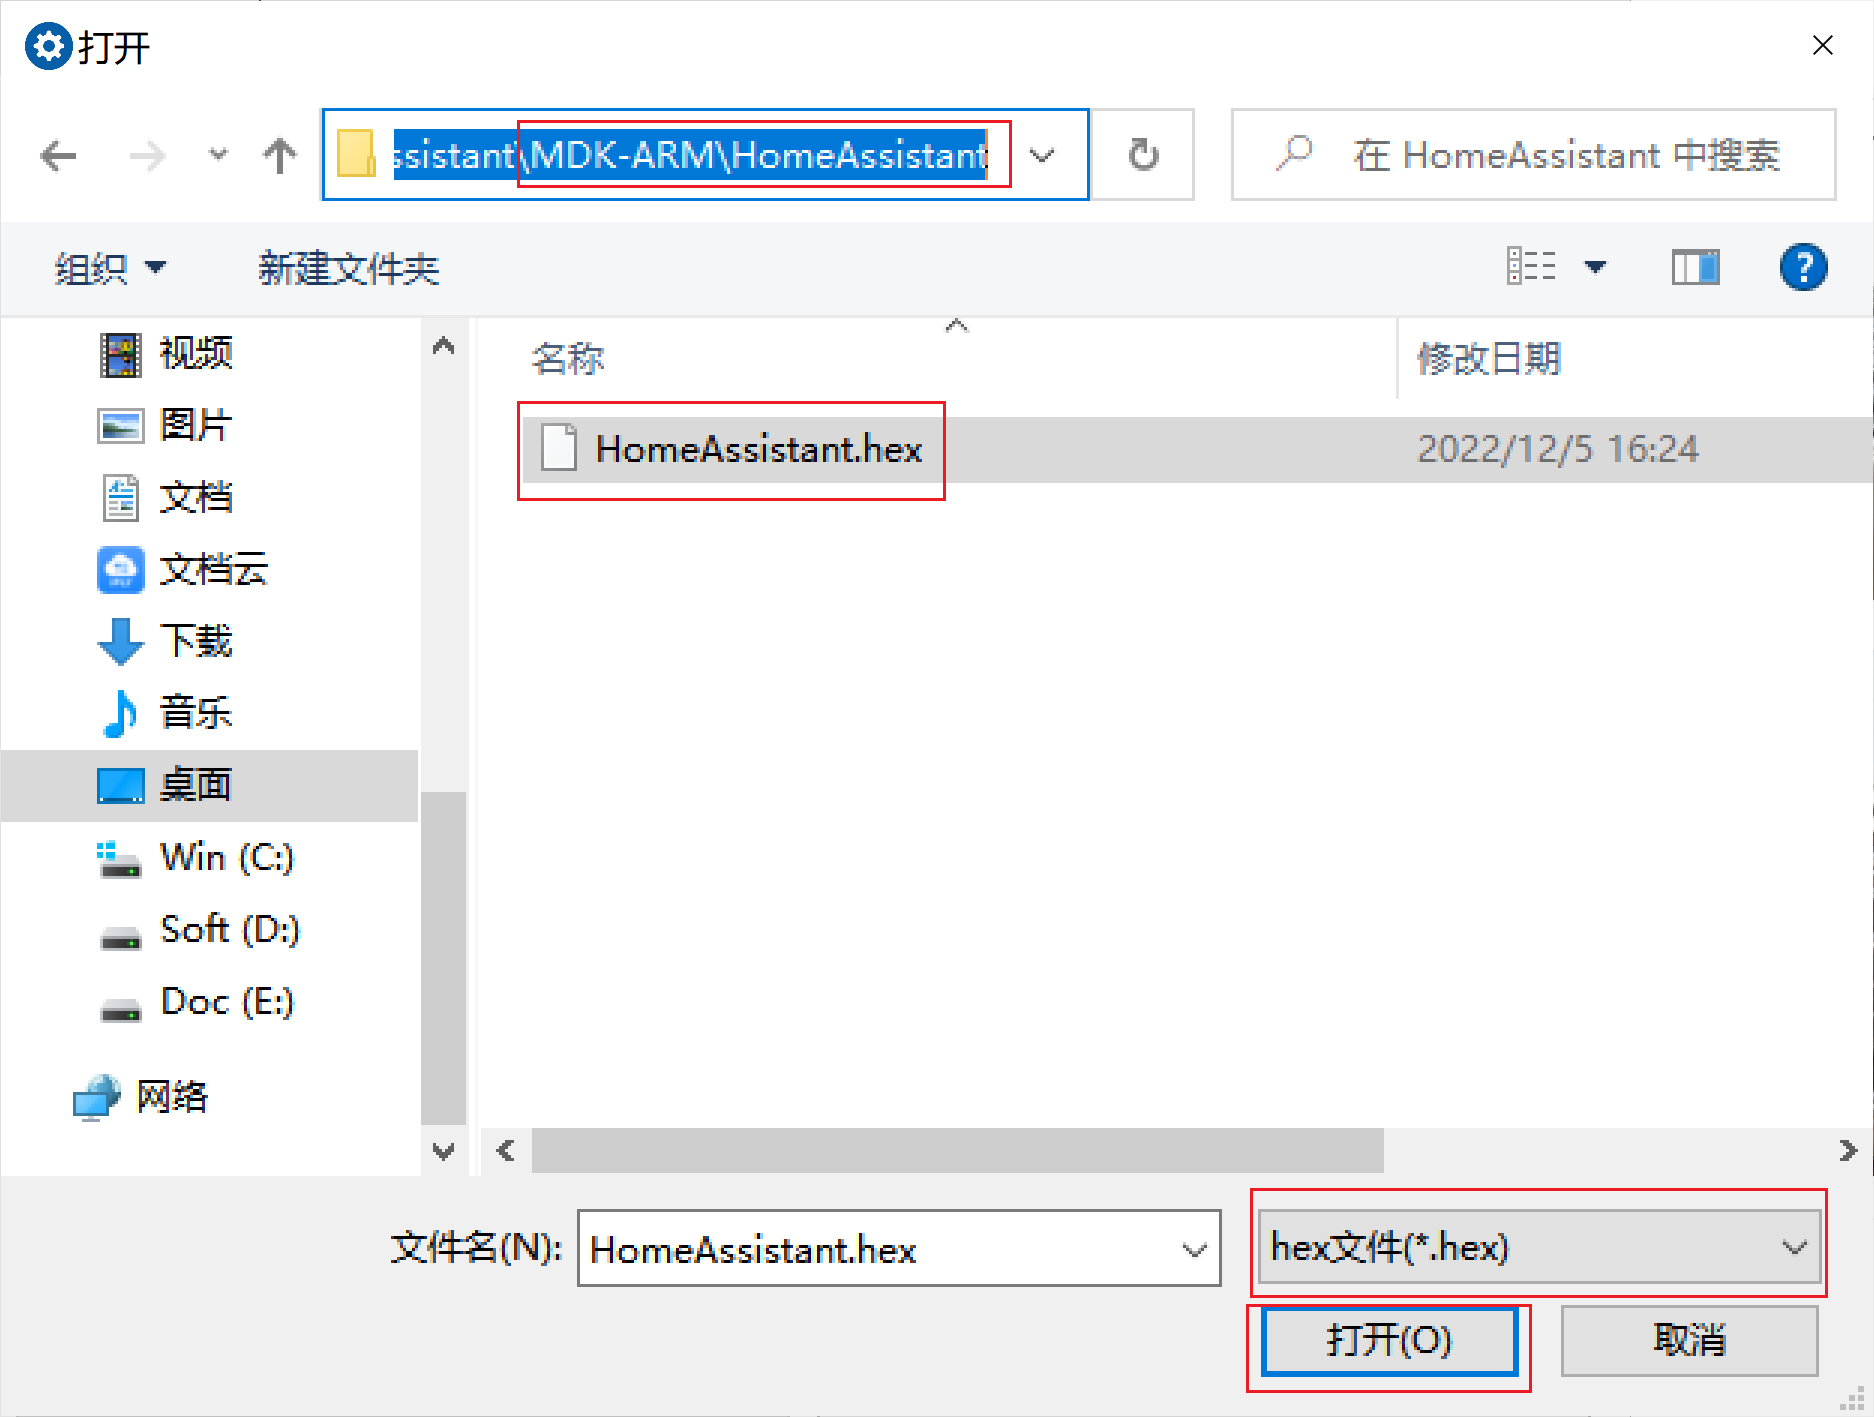 打开
ssistant\MDK-ARM\HomeAssistant
在 HomeAssistant 中搜索
组织
新建文件夹
名称
修改日期
HomeAssistant.hex
2022/12/5 16:24
视频
图片
文档
文档云
下载
音乐
桌面
Win (C:)
Soft (D:)
Doc (E:)
网络
文件名(N):
HomeAssistant.hex
hex文件(*.hex)
打开(O)
取消